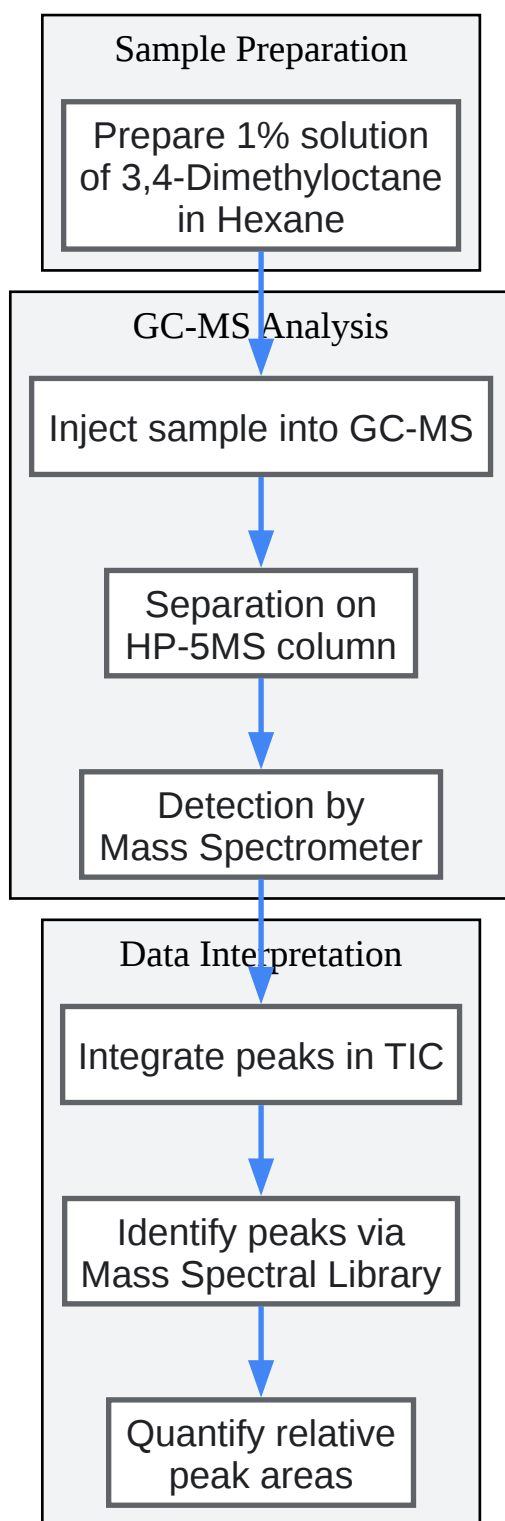 Sample Preparation
Prepare 1% solution
of 3,4-Dimethyloctane
in Hexane
GC-MS Analysis
Inject sample into GC-MS
Separation on
HP-5MS column
Detection by
Mass Spectrometer
Data Interpretation
Integrate peaks in TIC
Identify peaks via
Mass Spectral Library
Quantify relative
peak areas